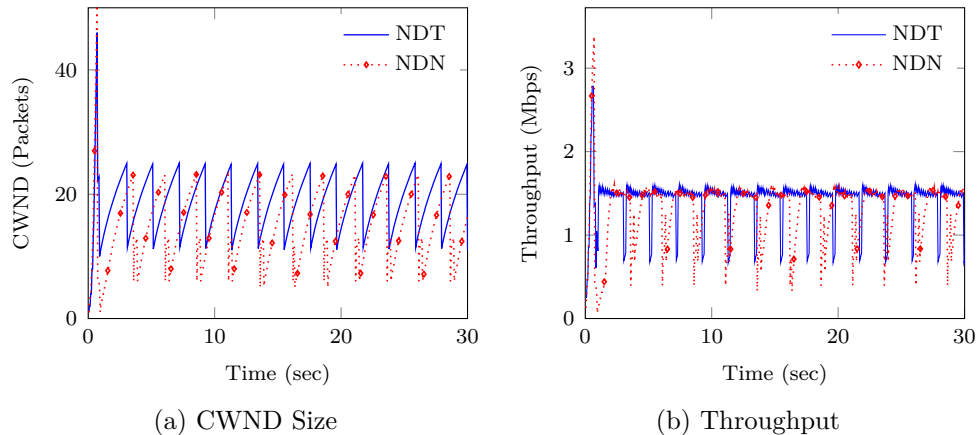 NDT
NDN
40
20
0
0
10
20
30
CWND (Packets)
Time (sec)
(a) CWND Size
NDT
NDN
3
2
1
0
0
10
20
30
Throughput (Mbps)
Time (sec)
(b) Throughput